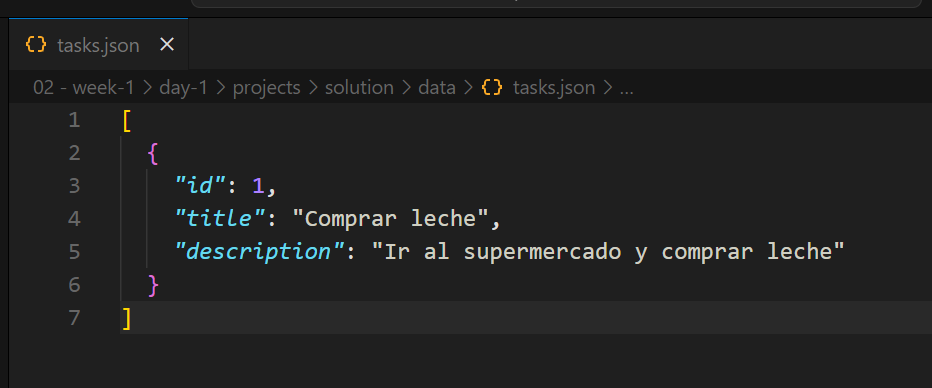 tasks.json
02 - week-1 > day-1 > projects > solution > data > {} tasks.json > ...
1 [
2 {
3 "id": 1,
4 "title": "Comprar leche",
5 "description": "Ir al supermercado y comprar leche"
6 }
7 ]